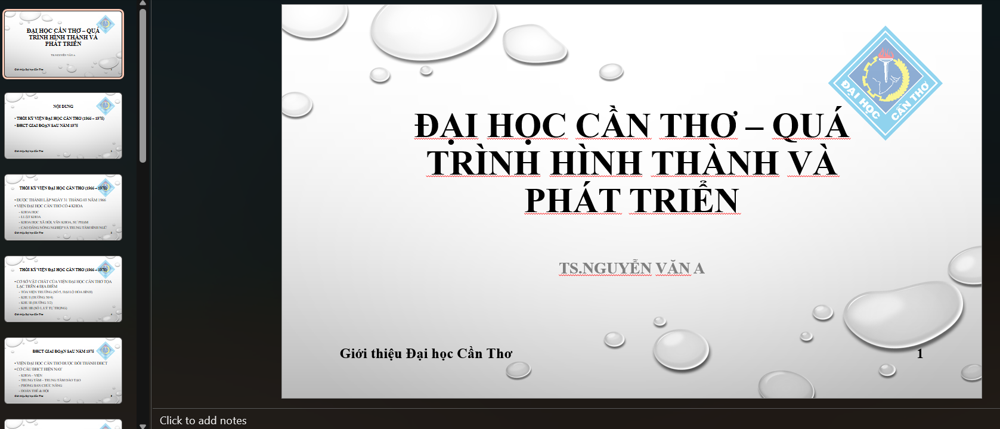 ĐẠI HỌC CẦN THƠ – QUÁ
TRÌNH HÌNH THÀNH VÀ
PHÁT TRIỂN
TS.NGUYỄN VĂN A
Giới thiệu Đại học Cần Thơ
1
NỘI DUNG
• THỜI KỲ VIỆN ĐẠI HỌC CẦN THƠ (1966 – 1975)
• ĐHCT GIAI ĐOẠN SAU NĂM 1975
Giới thiệu Đại học Cần Thơ
2
THỜI KỲ VIỆN ĐẠI HỌC CẦN THƠ (1966 – 1975)
• ĐƯỢC THÀNH LẬP NGÀY 31 THÁNG 03 NĂM 1966
• VIỆN ĐẠI HỌC CẦN THƠ CÓ 4 KHOA
- KHOA HỌC
- LUẬT KHOA
- KHOA HỌC XÃ HỘI, VĂN KHOA, SƯ PHẠM
- CAO ĐẲNG NÔNG NGHIỆP VÀ TRUNG TÂM SINH NGỮ
Giới thiệu Đại học Cần Thơ
3
THỜI KỲ VIỆN ĐẠI HỌC CẦN THƠ (1966 – 1975)
• CƠ SỞ VẬT CHẤT CỦA VIỆN ĐẠI HỌC CẦN THƠ TỌA
LẠC TRÊN 4 ĐỊA ĐIỂM
- TÒA VIỆN TRƯỞNG (SỐ 5, ĐẠI LỘ HÒA BÌNH)
- KHU I (ĐƯỜNG 30/4)
- KHU II (ĐƯỜNG 3/2)
- KHU III (SỐ 1, LÝ TỰ TRỌNG)
Giới thiệu Đại học Cần Thơ
4
ĐHCT GIAI ĐOẠN SAU NĂM 1975
• VIỆN ĐẠI HỌC CẦN THƠ ĐƯỢC ĐỔI THÀNH ĐHCT
• CƠ CẤU ĐHCT HIỆN NAY
- KHOA – VIỆN
- TRUNG TÂM – TRUNG TÂM ĐÀO TẠO
- PHÒNG BAN CHỨC NĂNG
- ĐOÀN THỂ & HỘI
Giới thiệu Đại học Cần Thơ
5
ĐẠI HỌC CẦN THƠ
ĐẠI HỌC CẦN THƠ – QUÁ
TRÌNH HÌNH THÀNH VÀ
PHÁT TRIỂN
TS.NGUYỄN VĂN A
Giới thiệu Đại học Cần Thơ
1
Click to add notes